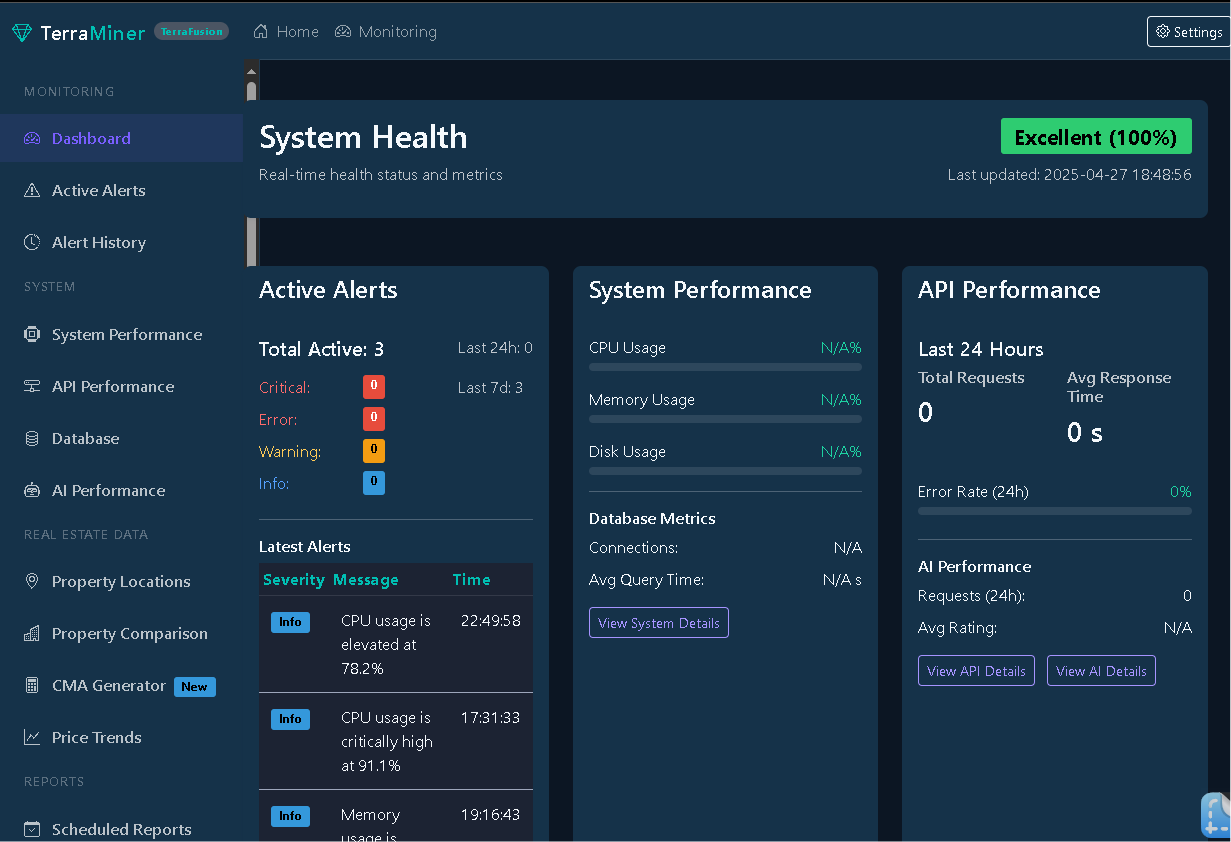 TerraMiner TerraFusion Home Monitoring Settings
MONITORING
Dashboard
Active Alerts
Alert History
SYSTEM
System Performance
API Performance
Database
AI Performance
REAL ESTATE DATA
Property Locations
Property Comparison
CMA Generator New
Price Trends
REPORTS
Scheduled Reports
System Health
Excellent (100%)
Real-time health status and metrics
Last updated: 2025-04-27 18:48:56
Active Alerts
Total Active: 3
Last 24h: 0
Critical: 0
Last 7d: 3
Error: 0
Warning: 0
Info: 0
Latest Alerts
Severity Message Time
Info CPU usage is 22:49:58
elevated at
78.2%
Info CPU usage is 17:31:33
critically high
at 91.1%
Info Memory 19:16:43
usage is
System Performance
CPU Usage N/A%
Memory Usage N/A%
Disk Usage N/A%
Database Metrics
Connections: N/A
Avg Query Time: N/A s
View System Details
API Performance
Last 24 Hours
Total Requests
0
Avg Response
Time
0 s
Error Rate (24h) 0%
AI Performance
Requests (24h): 0
Avg Rating: N/A
View API Details View AI Details